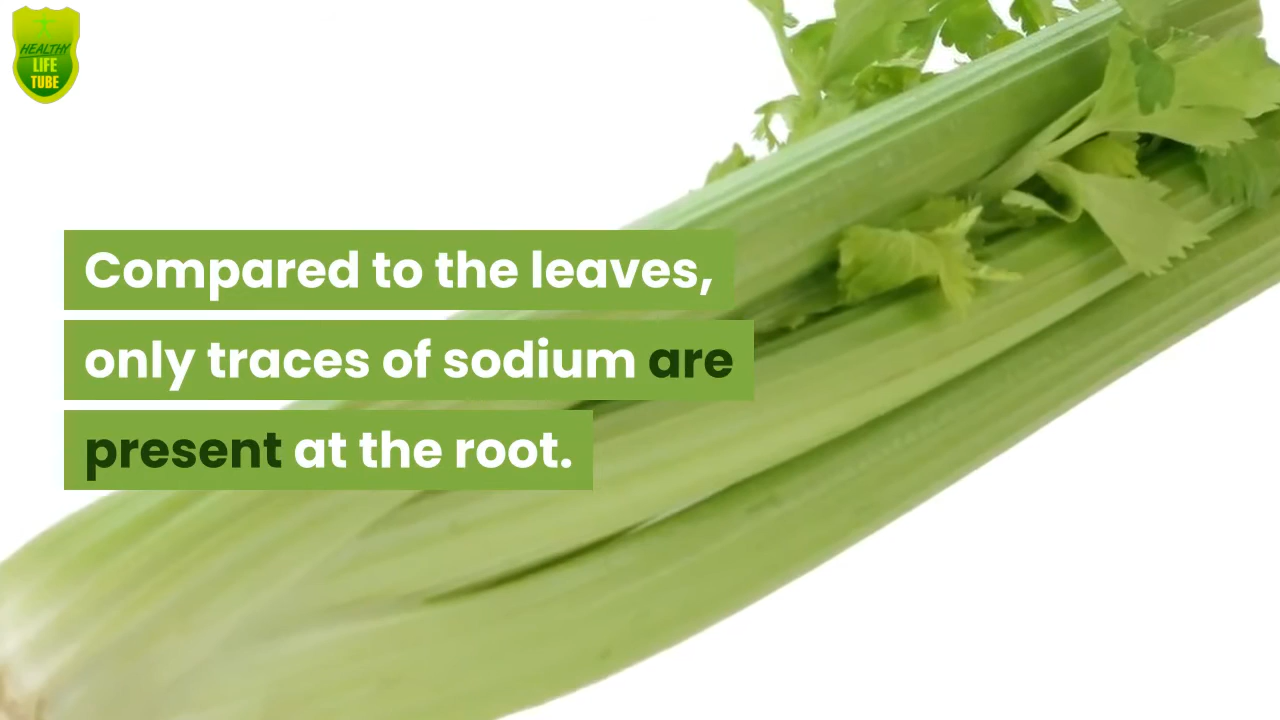 HEALTHY
LIFE
TUBE
Compared to the leaves,
only traces of sodium are
present at the root.